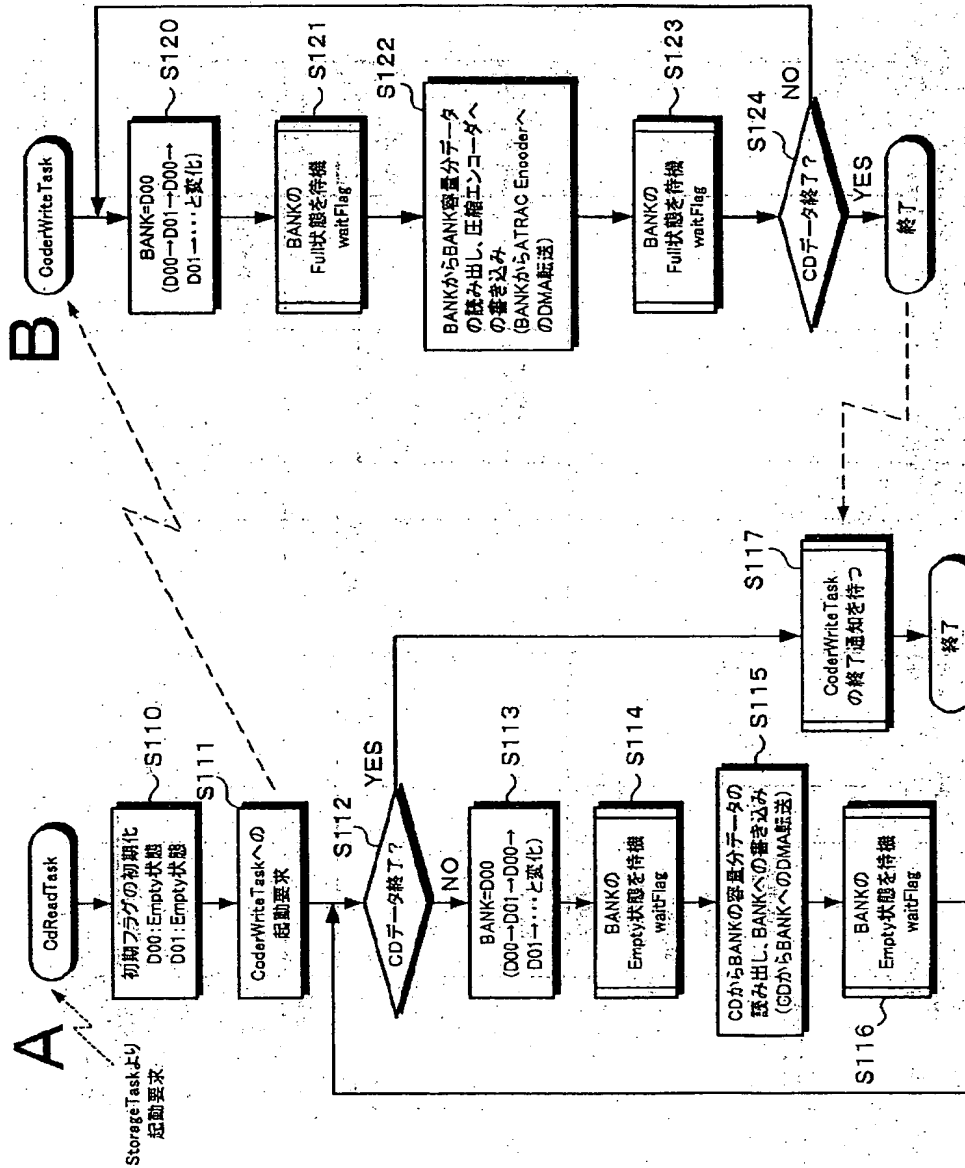 A
StorageTaskより
起動要求
CdReadTask
初期フラグの初期化
D00:Empty状態
D01:Empty状態
S110
CoderWriteTaskへの
起動要求
S111
CDデータ終了?
S112
YES
NO
BANK=D00
(D00→D01→D00→
D01→・・・・と変化)
S113
BANKの
Empty状態を待機
waitFlag
S114
CDからBANKの容量分データの
読み出し、BANKへの書き込み
(CDからBANKへのDMA転送)
S115
BANKの
Empty状態を待機
waitFlag
S116
CoderWriteTask
の終了通知を待つ
S117
終了
B
CoderWriteTask
BANK=D00
(D00→D01→D00→
D01→・・・・と変化)
S120
BANKの
Full状態を待機
waitFlag
S121
BANKからBANK容量分データ
の読み出し、圧縮エンコーダへ
の書き込み
(BANKからATRAC Encoderへ
のDMA転送)
S122
BANKの
Full状態を待機
waitFlag
S123
CDデータ終了?
S124
NO
YES
終了